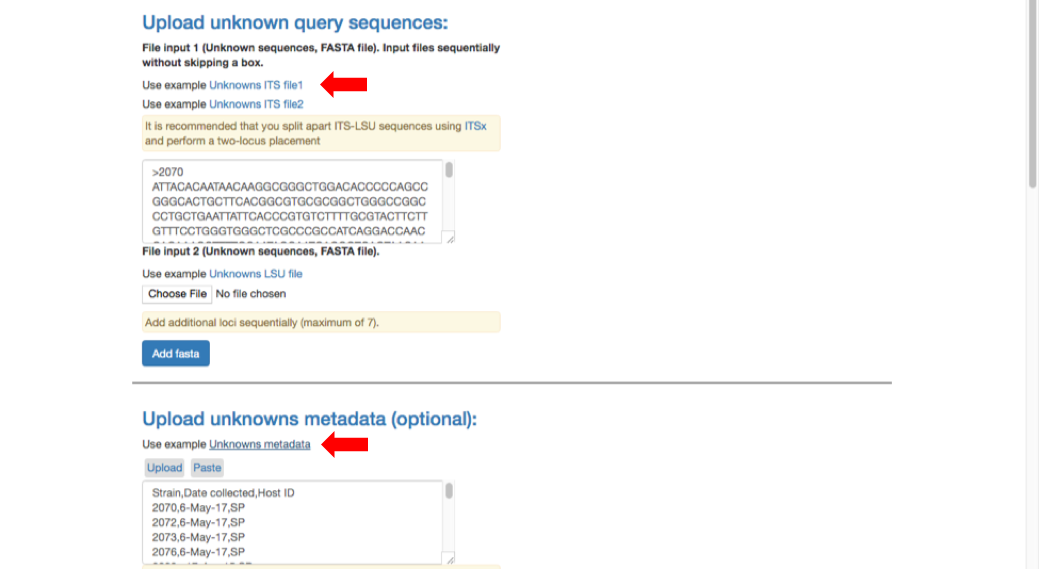 Upload unknown query sequences:
File input 1 (Unknown sequences, FASTA file). Input files sequentially
without skipping a box.
Use example Unknowns ITS file1
Use example Unknowns ITS file2
It is recommended that you split apart ITS-LSU sequences using ITSx
and perform a two-locus placement
>2070
ATTACACAATAACAAGGCGGGCTGGACACCCCCAGCC
GGGCACTGCTTCACGGCGTGCGCGGCTGGGCCGGC
CCTGCTGAATTATTCACCCGTGTCTTTTGCGTACTTCTT
GTTTCCTGGGTGGGCTCGCCCGCCATCAGGACCAAC
File input 2 (Unknown sequences, FASTA file).
Use example Unknowns LSU file
Choose File No file chosen
Add additional loci sequentially (maximum of 7).
Add fasta
Upload unknowns metadata (optional):
Use example Unknowns metadata
Upload Paste
Strain,Date collected,Host ID
2070,6-May-17,SP
2072,6-May-17,SP
2073,6-May-17,SP
2076,6-May-17,SP